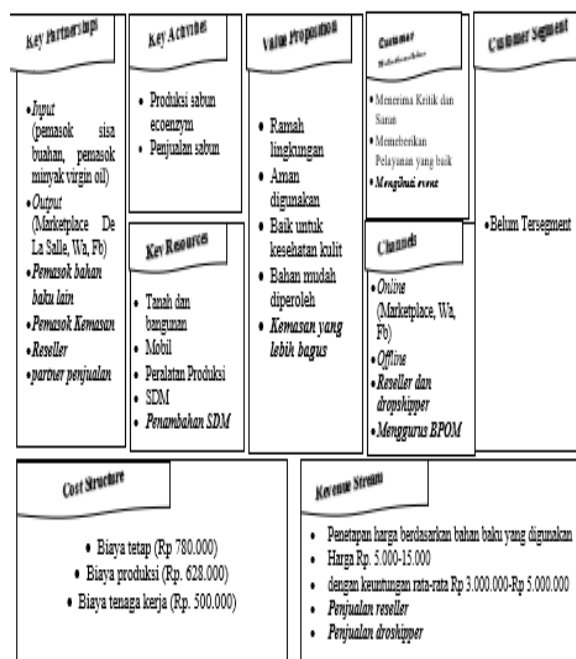 Key Partnerships
•Input
(pemasok sisa
buahan, pemasok
minyak virgin oil)
•Output
(Marketplace De
La Salle, Wa, Fb)
•Pemasok bahan
baku lain
•Pemasok Kemasan
•Reseller
•partner penjualan
Key Activities
• Produksi sabun
ecoenzym
• Penjualan sabun
Key Resources
• Tanah dan
bangunan
• Mobil
• Peralatan Produksi
• SDM
• Penambahan SDM
Value Proposition
• Ramah
lingkungan
• Aman
digunakan
• Baik untuk
kesehatan kulit
• Bahan mudah
diperoleh
• Kemasan yang
lebih bagus
Customer
• Menerima Kritik dan
Saran
• Memeberikan
Pelayanan yang baik
• Mengikuti event
Channels
•Online
(Marketplace, Wa,
Fb)
•Offline
•Reseller dan
dropshipper
•Menggurus BPOM
Customer Segment
•Belum Tersegment
Cost Structure
• Biaya tetap (Rp 780.000)
• Biaya produksi (Rp. 628.000)
• Biaya tenaga kerja (Rp. 500.000)
Revenue Stream
• Penetapan harga berdasarkan bahan baku yang digunakan
• Harga Rp. 5.000-15.000
• dengan keuntungan rata-rata Rp 3.000.000-Rp 5.000.000
• Penjualan reseller
• Penjualan droshipper